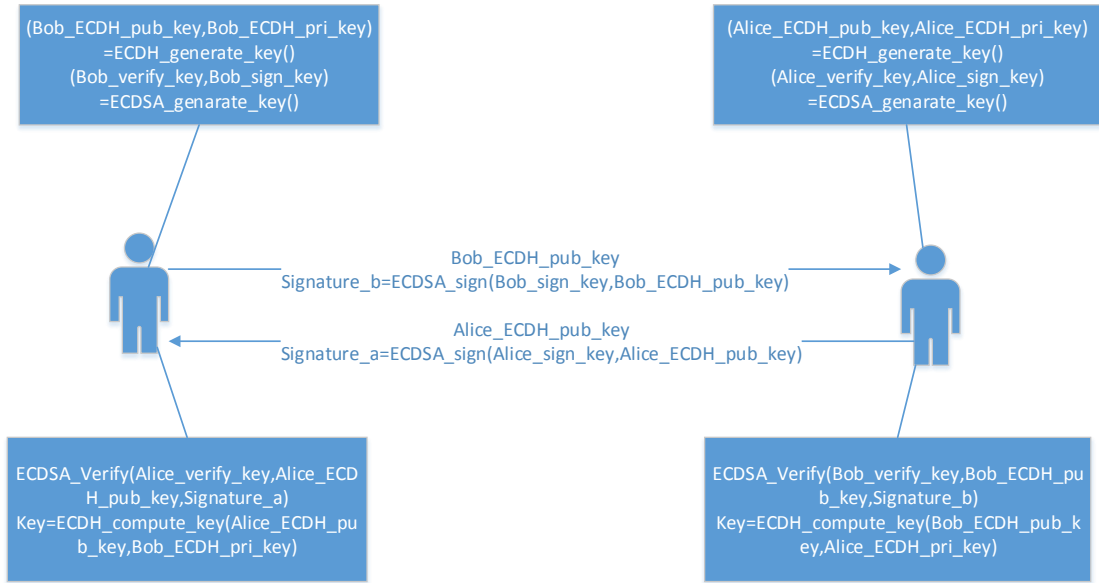 (Bob_ECDH_pub_key,Bob_ECDH_pri_key)
=ECDH_generate_key()
(Bob_verify_key,Bob_sign_key)
=ECDSA_genarate_key()
(Alice_ECDH_pub_key,Alice_ECDH_pri_key)
=ECDH_generate_key()
(Alice_verify_key,Alice_sign_key)
=ECDSA_genarate_key()
Bob_ECDH_pub_key
Signature_b=ECDSA_sign(Bob_sign_key,Bob_ECDH_pub_key)
Alice_ECDH_pub_key
Signature_a=ECDSA_sign(Alice_sign_key,Alice_ECDH_pub_key)
ECDSA_Verify(Alice_verify_key,Alice_ECD
H_pub_key,Signature_a)
Key=ECDH_compute_key(Alice_ECDH_pu
b_key,Bob_ECDH_pri_key)
ECDSA_Verify(Bob_verify_key,Bob_ECDH_pu
b_key,Signature_b)
Key=ECDH_compute_key(Bob_ECDH_pub_k
ey,Alice_ECDH_pri_key)